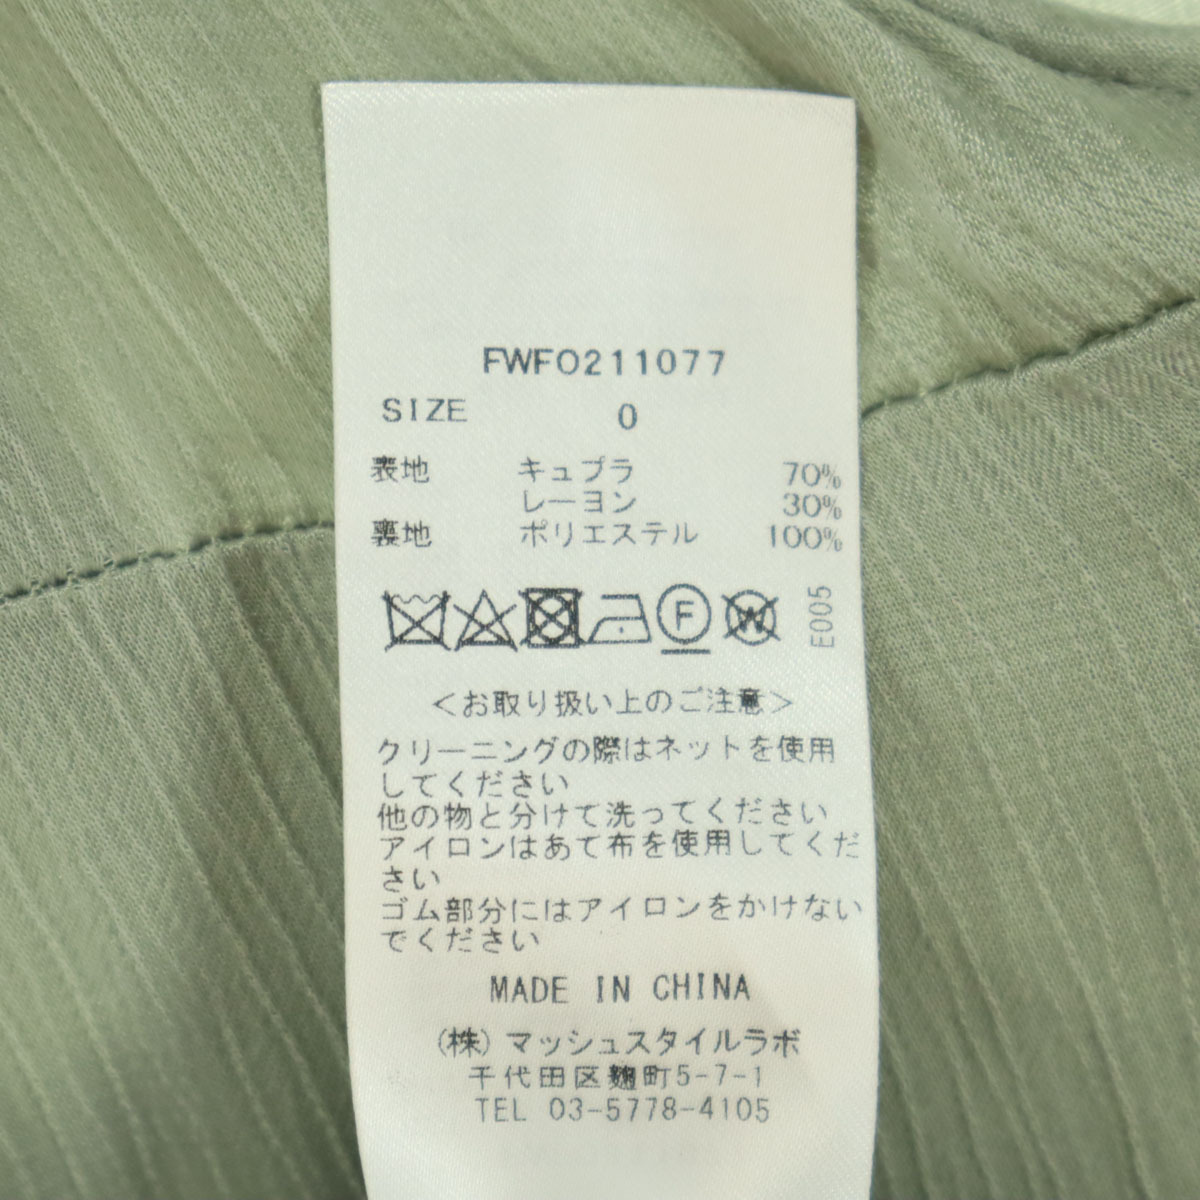 FWFO211077
SIZE 0
表地 キュプラ 70%
レーヨン 30%
裏地 ポリエステル 100%
F W E005
<お取り扱い上のご注意>
クリーニングの際はネットを使用
してください
他の物と分けて洗ってください
アイロンはあて布を使用してくだ
さい
ゴム部分にはアイロンをかけない
でください
MADE IN CHINA
(株)マッシュスタイルラボ
千代田区麹町5-7-1
TEL 03-5778-4105